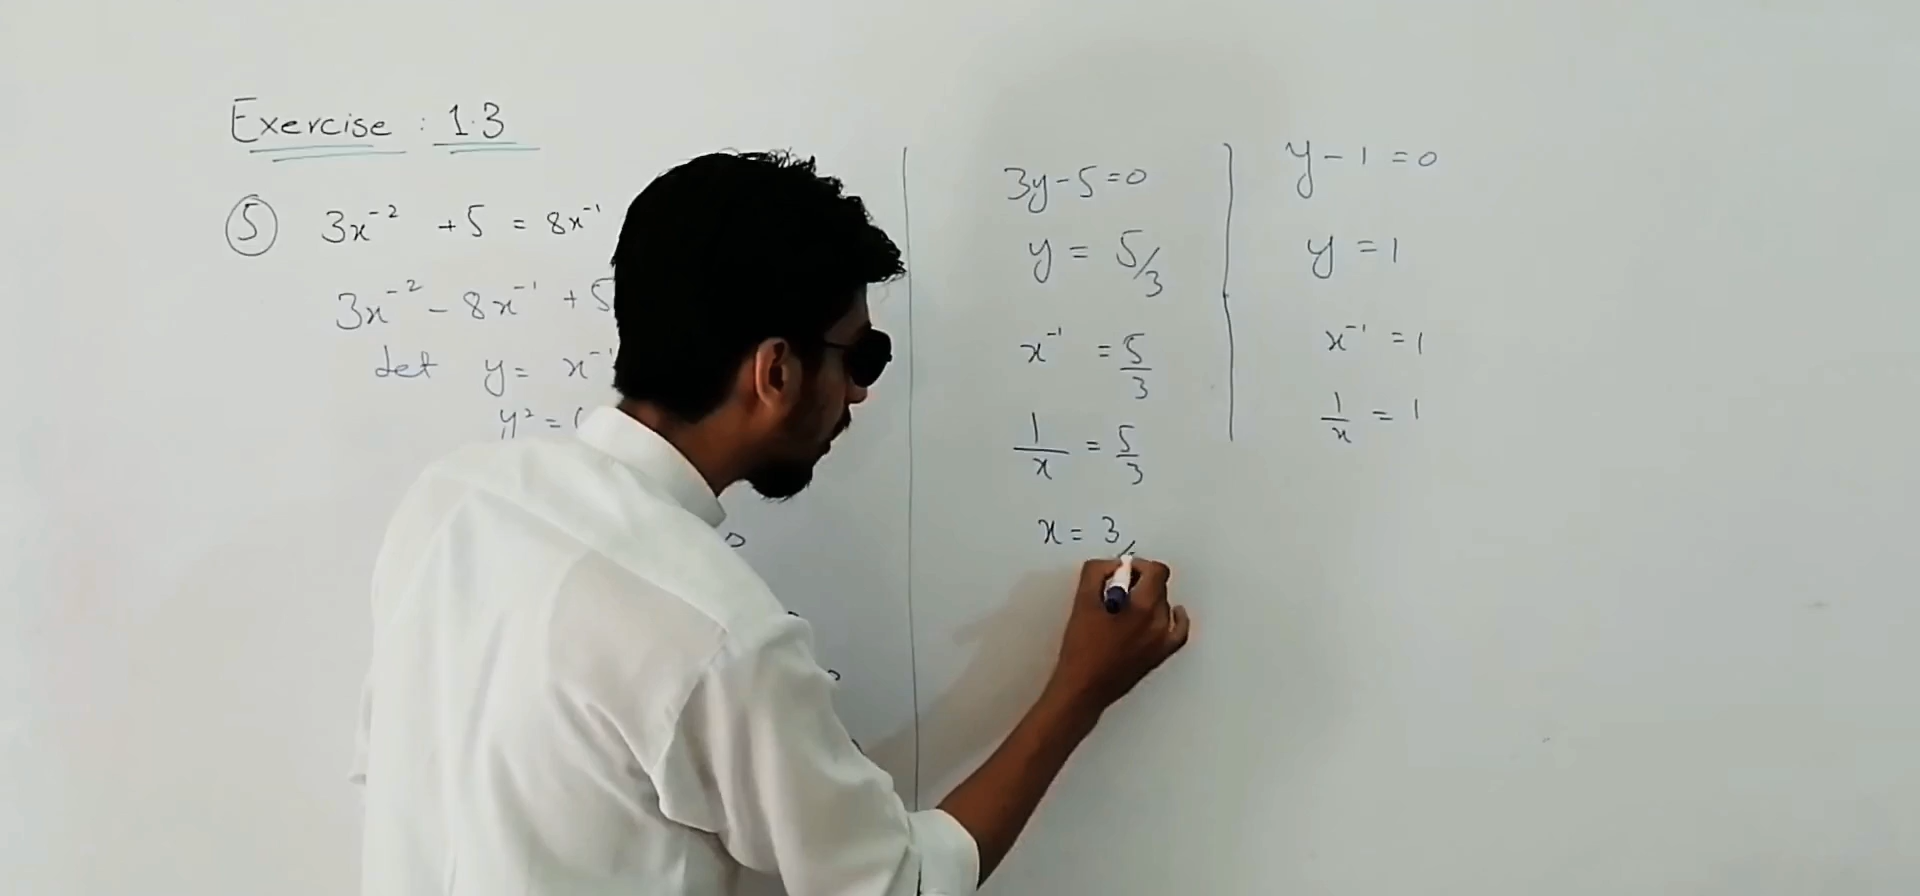 Exercise : 1.3
⑤ 3x⁻² + 5 = 8x⁻¹
3x⁻² - 8x⁻¹ + 5
Let y = x⁻¹
y² = (
3y - 5 = 0
y = 5/3
x⁻¹ = 5/3
1/x = 5/3
x = 3/
y - 1 = 0
y = 1
x⁻¹ = 1
1/x = 1